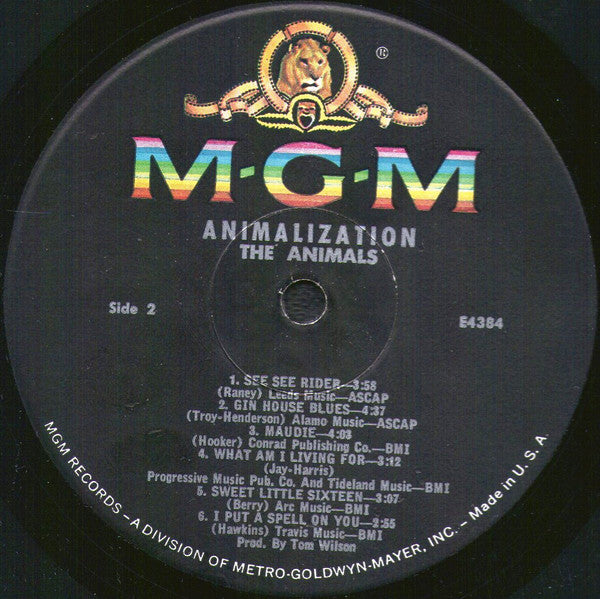 ®
M-G-M
ANIMALIZATION
THE ANIMALS
Side 2
E4384
1. SEE SEE RIDER—3:58
(Raney) Leeds Music—ASCAP
2. GIN HOUSE BLUES—4:37
(Troy-Henderson) Alamo Music—ASCAP
3. MAUDIE—4:03
(Hooker) Conrad Publishing Co.—BMI
4. WHAT AM I LIVING FOR—3:12
(Jay-Harris)
Progressive Music Pub. Co. And Tideland Music—BMI
5. SWEET LITTLE SIXTEEN—3:07
(Berry) Arc Music—BMI
6. I PUT A SPELL ON YOU—2:55
(Hawkins) Travis Music—BMI
Prod. By Tom Wilson
MGM RECORDS – A DIVISION OF METRO-GOLDWYN-MAYER, INC. – Made in U. S. A.